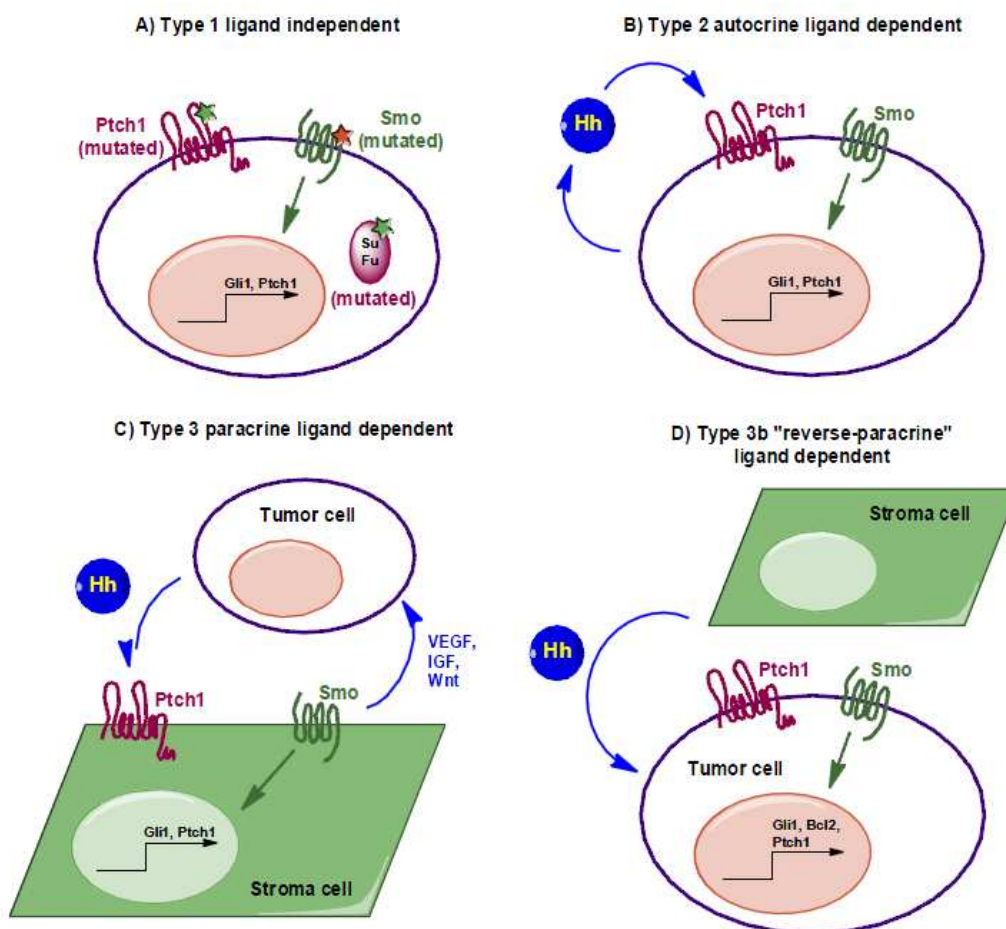 A) Type 1 ligand independent
Ptch1
(mutated)
Smo
(mutated)
Su
Fu
(mutated)
Gli1, Ptch1
B) Type 2 autocrine ligand dependent
Hh
Ptch1
Smo
Gli1, Ptch1
C) Type 3 paracrine ligand dependent
Tumor cell
Hh
VEGF,
IGF,
Wnt
Ptch1
Smo
Gli1, Ptch1
Stroma cell
D) Type 3b "reverse-paracrine"
ligand dependent
Stroma cell
Hh
Ptch1
Smo
Tumor cell
Gli1, Bcl2,
Ptch1